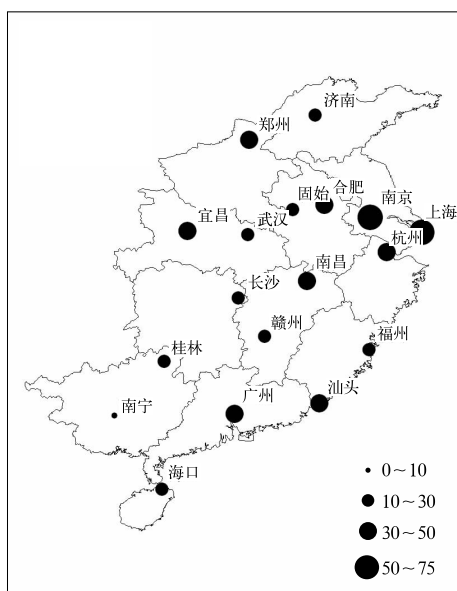 济南
郑州
固始 合肥
南京
上海
宜昌
武汉
杭州
南昌
长沙
赣州
福州
桂林
汕头
广州
南宁
海口
0～10
10～30
30～50
50～75